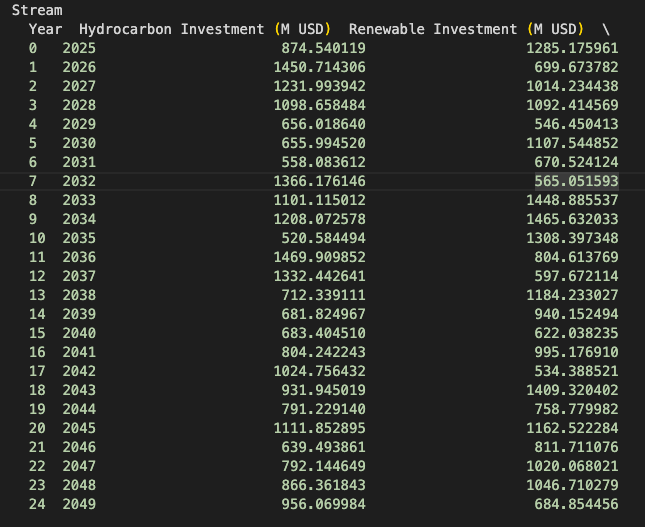 Stream
Year Hydrocarbon Investment (M USD) Renewable Investment (M USD) \
0 2025 874.540119 1285.175961
1 2026 1450.714306 699.673782
2 2027 1231.993942 1014.234438
3 2028 1098.658484 1092.414569
4 2029 656.018640 546.450413
5 2030 655.994520 1107.544852
6 2031 558.083612 670.524124
7 2032 1366.176146 565.051593
8 2033 1101.115012 1448.885537
9 2034 1208.072578 1465.632033
10 2035 520.584494 1308.397348
11 2036 1469.909852 804.613769
12 2037 1332.442641 597.672114
13 2038 712.339111 1184.233027
14 2039 681.824967 940.152494
15 2040 683.404510 622.038235
16 2041 804.242243 995.176910
17 2042 1024.756432 534.388521
18 2043 931.945019 1409.320402
19 2044 791.229140 758.779982
20 2045 1111.852895 1162.522284
21 2046 639.493861 811.711076
22 2047 792.144649 1020.068021
23 2048 866.361843 1046.710279
24 2049 956.069984 684.854456